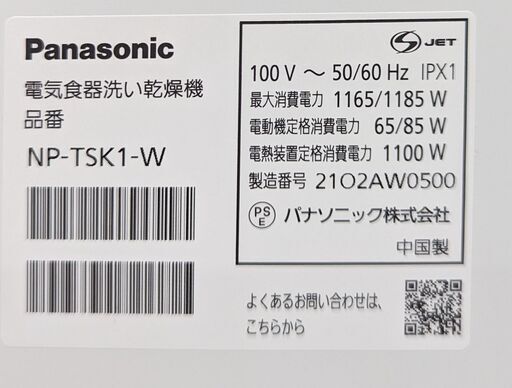 Panasonic
電気食器洗い乾燥機
品番
NP-TSK1-W
S JET
100 V ～ 50/60 Hz IPX1
最大消費電力 1165/1185 W
電動機定格消費電力 65/85 W
電熱装置定格消費電力 1100 W
製造番号 21O2AW0500
PS E パナソニック株式会社
中国製
よくあるお問い合わせは、
こちらから